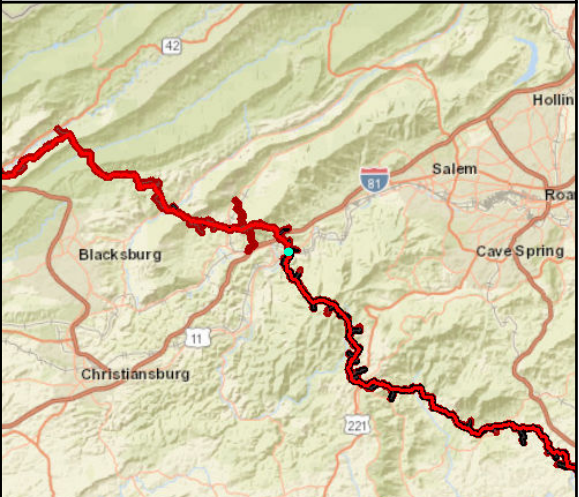 42
Hollin
Salem
81
Roa
Cave Spring
Blacksburg
11
Christiansburg
221